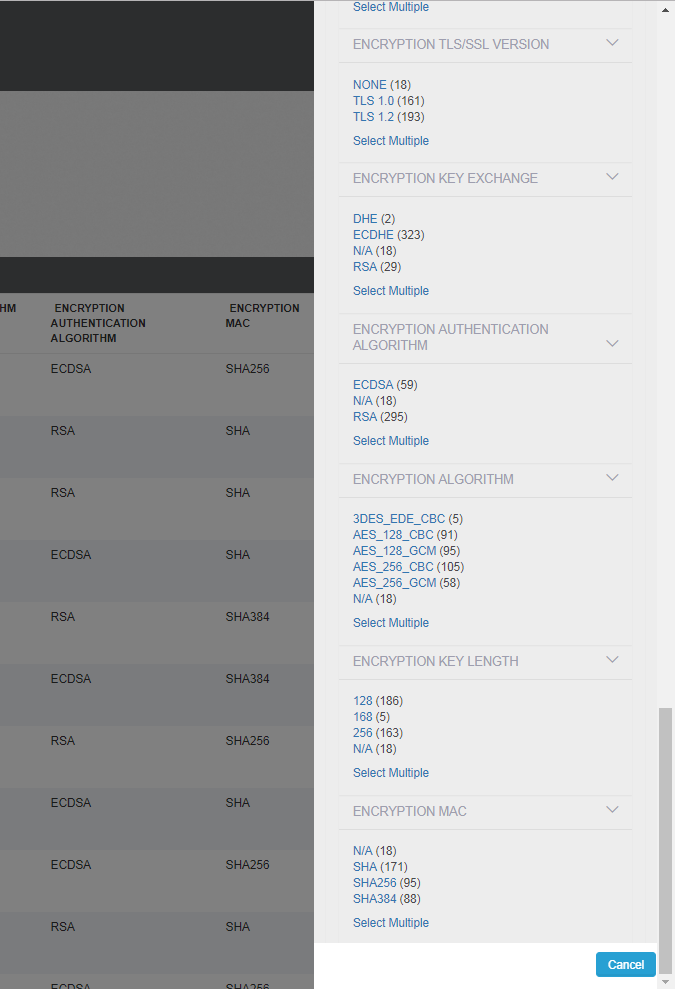 Select Multiple
ENCRYPTION TLS/SSL VERSION
NONE (18)
TLS 1.0 (161)
TLS 1.2 (193)
Select Multiple
ENCRYPTION KEY EXCHANGE
DHE (2)
ECDHE (323)
N/A (18)
RSA (29)
Select Multiple
ENCRYPTION AUTHENTICATION
ALGORITHM
ECDSA (59)
N/A (18)
RSA (295)
Select Multiple
ENCRYPTION ALGORITHM
3DES_EDE_CBC (5)
AES_128_CBC (91)
AES_128_GCM (95)
AES_256_CBC (105)
AES_256_GCM (58)
N/A (18)
Select Multiple
ENCRYPTION KEY LENGTH
128 (186)
168 (5)
256 (163)
N/A (18)
Select Multiple
ENCRYPTION MAC
N/A (18)
SHA (171)
SHA256 (95)
SHA384 (88)
Select Multiple
Cancel
HM
ENCRYPTION
AUTHENTICATION
ALGORITHM
ENCRYPTION
MAC
ECDSA SHA256
RSA SHA
RSA SHA
ECDSA SHA
RSA SHA384
ECDSA SHA384
RSA SHA256
ECDSA SHA
ECDSA SHA256
RSA SHA
ECDSA SHA256